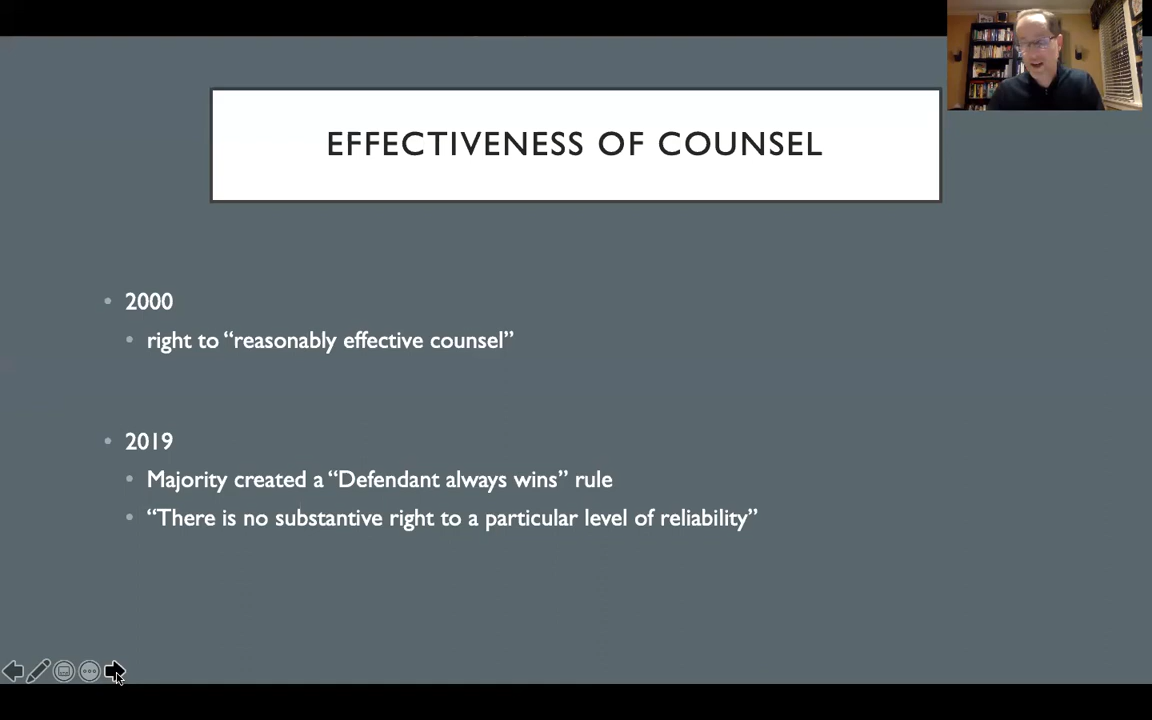 EFFECTIVENESS OF COUNSEL
2000
right to “reasonably effective counsel”
2019
Majority created a “Defendant always wins” rule
“There is no substantive right to a particular level of reliability”